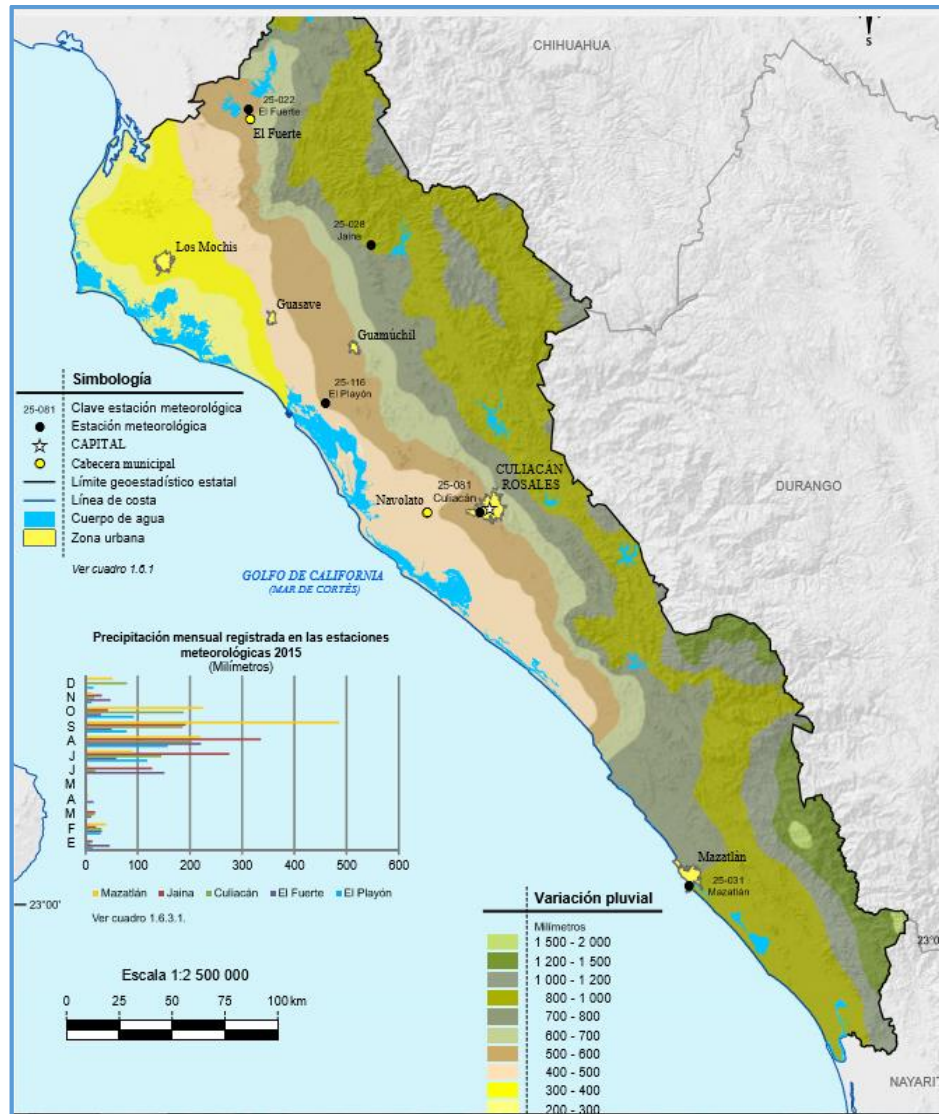 S
CHIHUAHUA
25-022
El Fuerte
El Fuerte
25-028
Jaina
Los Mochis
Guasave
Guamúchil
25-116
El Playón
Simbología
25-081 Clave estación meteorológica
Estación meteorológica
CAPITAL
Cabecera municipal
Límite geoestadístico estatal
Línea de costa
Cuerpo de agua
Zona urbana
Ver cuadro 1.6.1
CULIACÁN
ROSALES
25-081
Culiacán
Navolato
DURANGO
GOLFO DE CALIFORNIA
(MAR DE CORTÉS)
Precipitación mensual registrada en las estaciones
meteorológicas 2015
(Milímetros)
D
N
O
S
A
J
J
M
A
M
F
E
0 100 200 300 400 500 600
Mazatlán Jaina Culiacán El Fuerte El Playón
Ver cuadro 1.6.3.1.
Mazatlán
25-031
Mazatlán
23°00'
23°0
Escala 1:2 500 000
0 25 50 75 100 km
Variación pluvial
Milímetros
1 500 - 2 000
1 200 - 1 500
1 000 - 1 200
800 - 1 000
700 - 800
600 - 700
500 - 600
400 - 500
300 - 400
200 - 300
NAYARIT